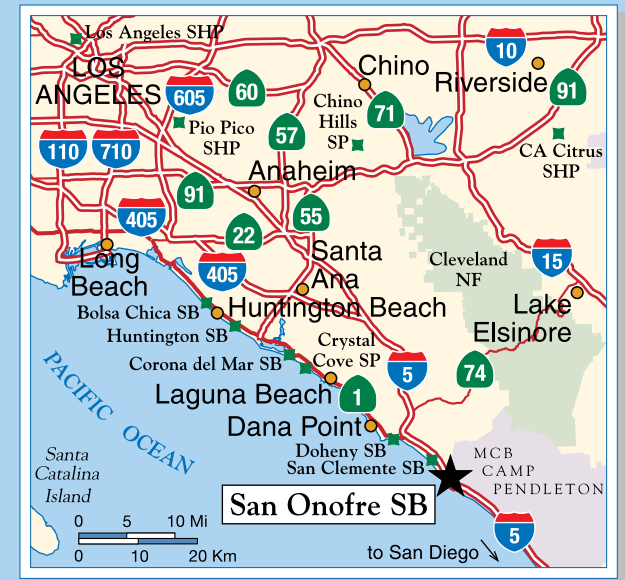 Los Angeles SHP
LOS
ANGELES
10
Chino
Riverside
605
60
91
Chino
Hills
SP
71
Pio Pico
SHP
57
110
710
CA Citrus
SHP
Anaheim
91
405
22
55
Long
Beach
405
Santa
Ana
Cleveland
NF
15
Bolsa Chica SB
Huntington Beach
Lake
Elsinore
Huntington SB
Crystal
Cove SP
Corona del Mar SB
5
74
Laguna Beach
1
PACIFIC OCEAN
Dana Point
Doheny SB
San Clemente SB
MCB
CAMP
PENDLETON
Santa
Catalina
Island
San Onofre SB
0 5 10 Mi
0 10 20 Km
5
to San Diego